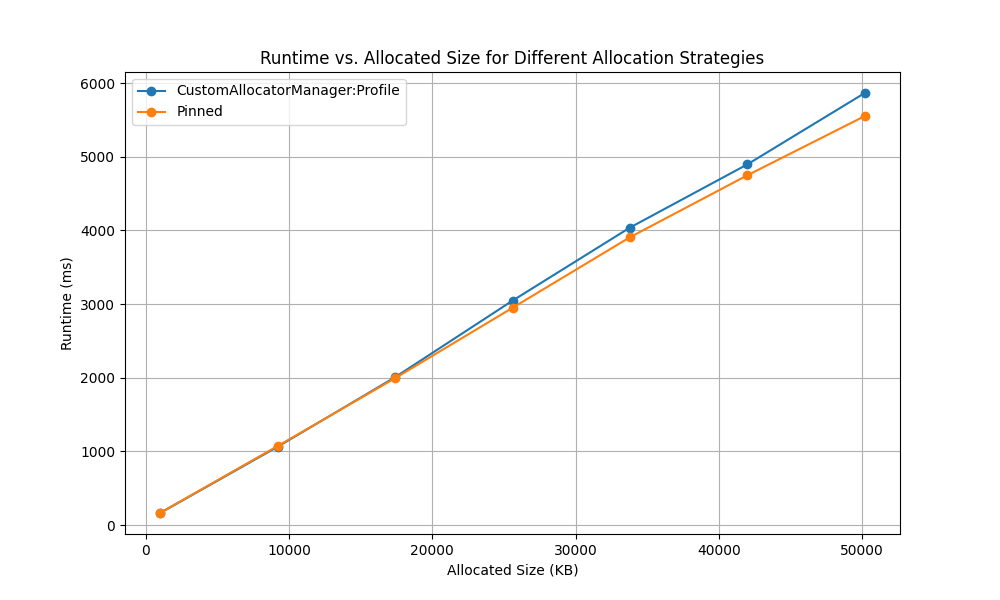 Runtime vs. Allocated Size for Different Allocation Strategies
CustomAllocatorManager:Profile
Pinned
6000
5000
4000
3000
2000
1000
0
Runtime (ms)
0 10000 20000 30000 40000 50000
Allocated Size (KB)